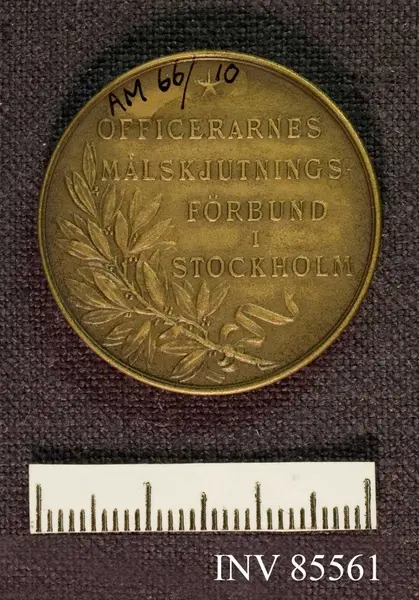 AM 66/10
OFFICERARNES
MÅLSKJUTNINGS-
FÖRBUND
I
STOCKHOLM
INV 85561